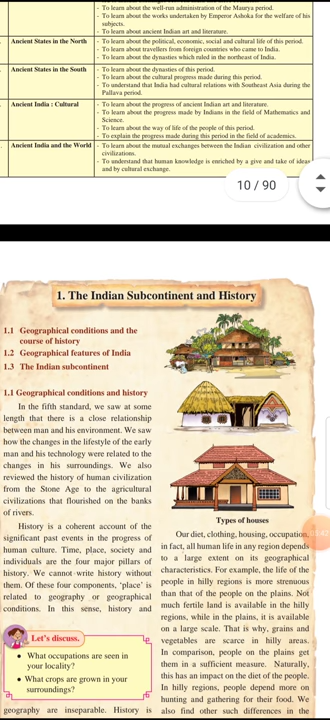 - To learn about the well-run administration of the Maurya period.
- To learn about the works undertaken by Emperor Ashoka for the welfare of his
subjects.
- To learn about ancient Indian art and literature.
Ancient States in the North
- To learn about the political, economic, social and cultural life of this period.
- To learn about travellers from foreign countries who came to India.
- To learn about the dynasties which ruled in the northeast of India.
Ancient States in the South
- To learn about the dynasties of this period.
- To learn about the cultural progress made during this period.
- To understand that India had cultural relations with Southeast Asia during the
Pallava period.
Ancient India : Cultural
- To learn about the progress of ancient Indian art and literature.
- To learn about the progress made by Indians in the field of Mathematics and
Science.
- To learn about the way of life of the people of this period.
- To explain the progress made during this period in the field of academics.
Ancient India and the World
- To learn about the mutual exchanges between the Indian civilization and other
civilizations.
- To understand that human knowledge is enriched by a give and take of ideas
and by cultural exchange.
10 / 90
1. The Indian Subcontinent and History
1.1 Geographical conditions and the
course of history
1.2 Geographical features of India
1.3 The Indian subcontinent
1.1 Geographical conditions and history
In the fifth standard, we saw at some
length that there is a close relationship
between man and his environment. We saw
how the changes in the lifestyle of the early
man and his technology were related to the
changes in his surroundings. We also
reviewed the history of human civilization
from the Stone Age to the agricultural
civilizations that flourished on the banks
of rivers.
History is a coherent account of the
significant past events in the progress of
human culture. Time, place, society and
individuals are the four major pillars of
history. We cannot write history without
them. Of these four components, 'place' is
related to geography or geographical
conditions. In this sense, history and
Let's discuss.
• What occupations are seen in
your locality?
• What crops are grown in your
surroundings?
geography are inseparable. History is
Types of houses
Our diet, clothing, housing, occupation,
in fact, all human life in any region depends
to a large extent on its geographical
characteristics. For example, the life of the
people in hilly regions is more strenuous
than that of the people on the plains. Not
much fertile land is available in the hilly
regions, while in the plains, it is available
on a large scale. That is why, grains and
vegetables are scarce in hilly areas.
In comparison, people on the plains get
them in a sufficient measure. Naturally,
this has an impact on the diet of the people.
In hilly regions, people depend more on
hunting and gathering for their food. We
also find other such differences in the